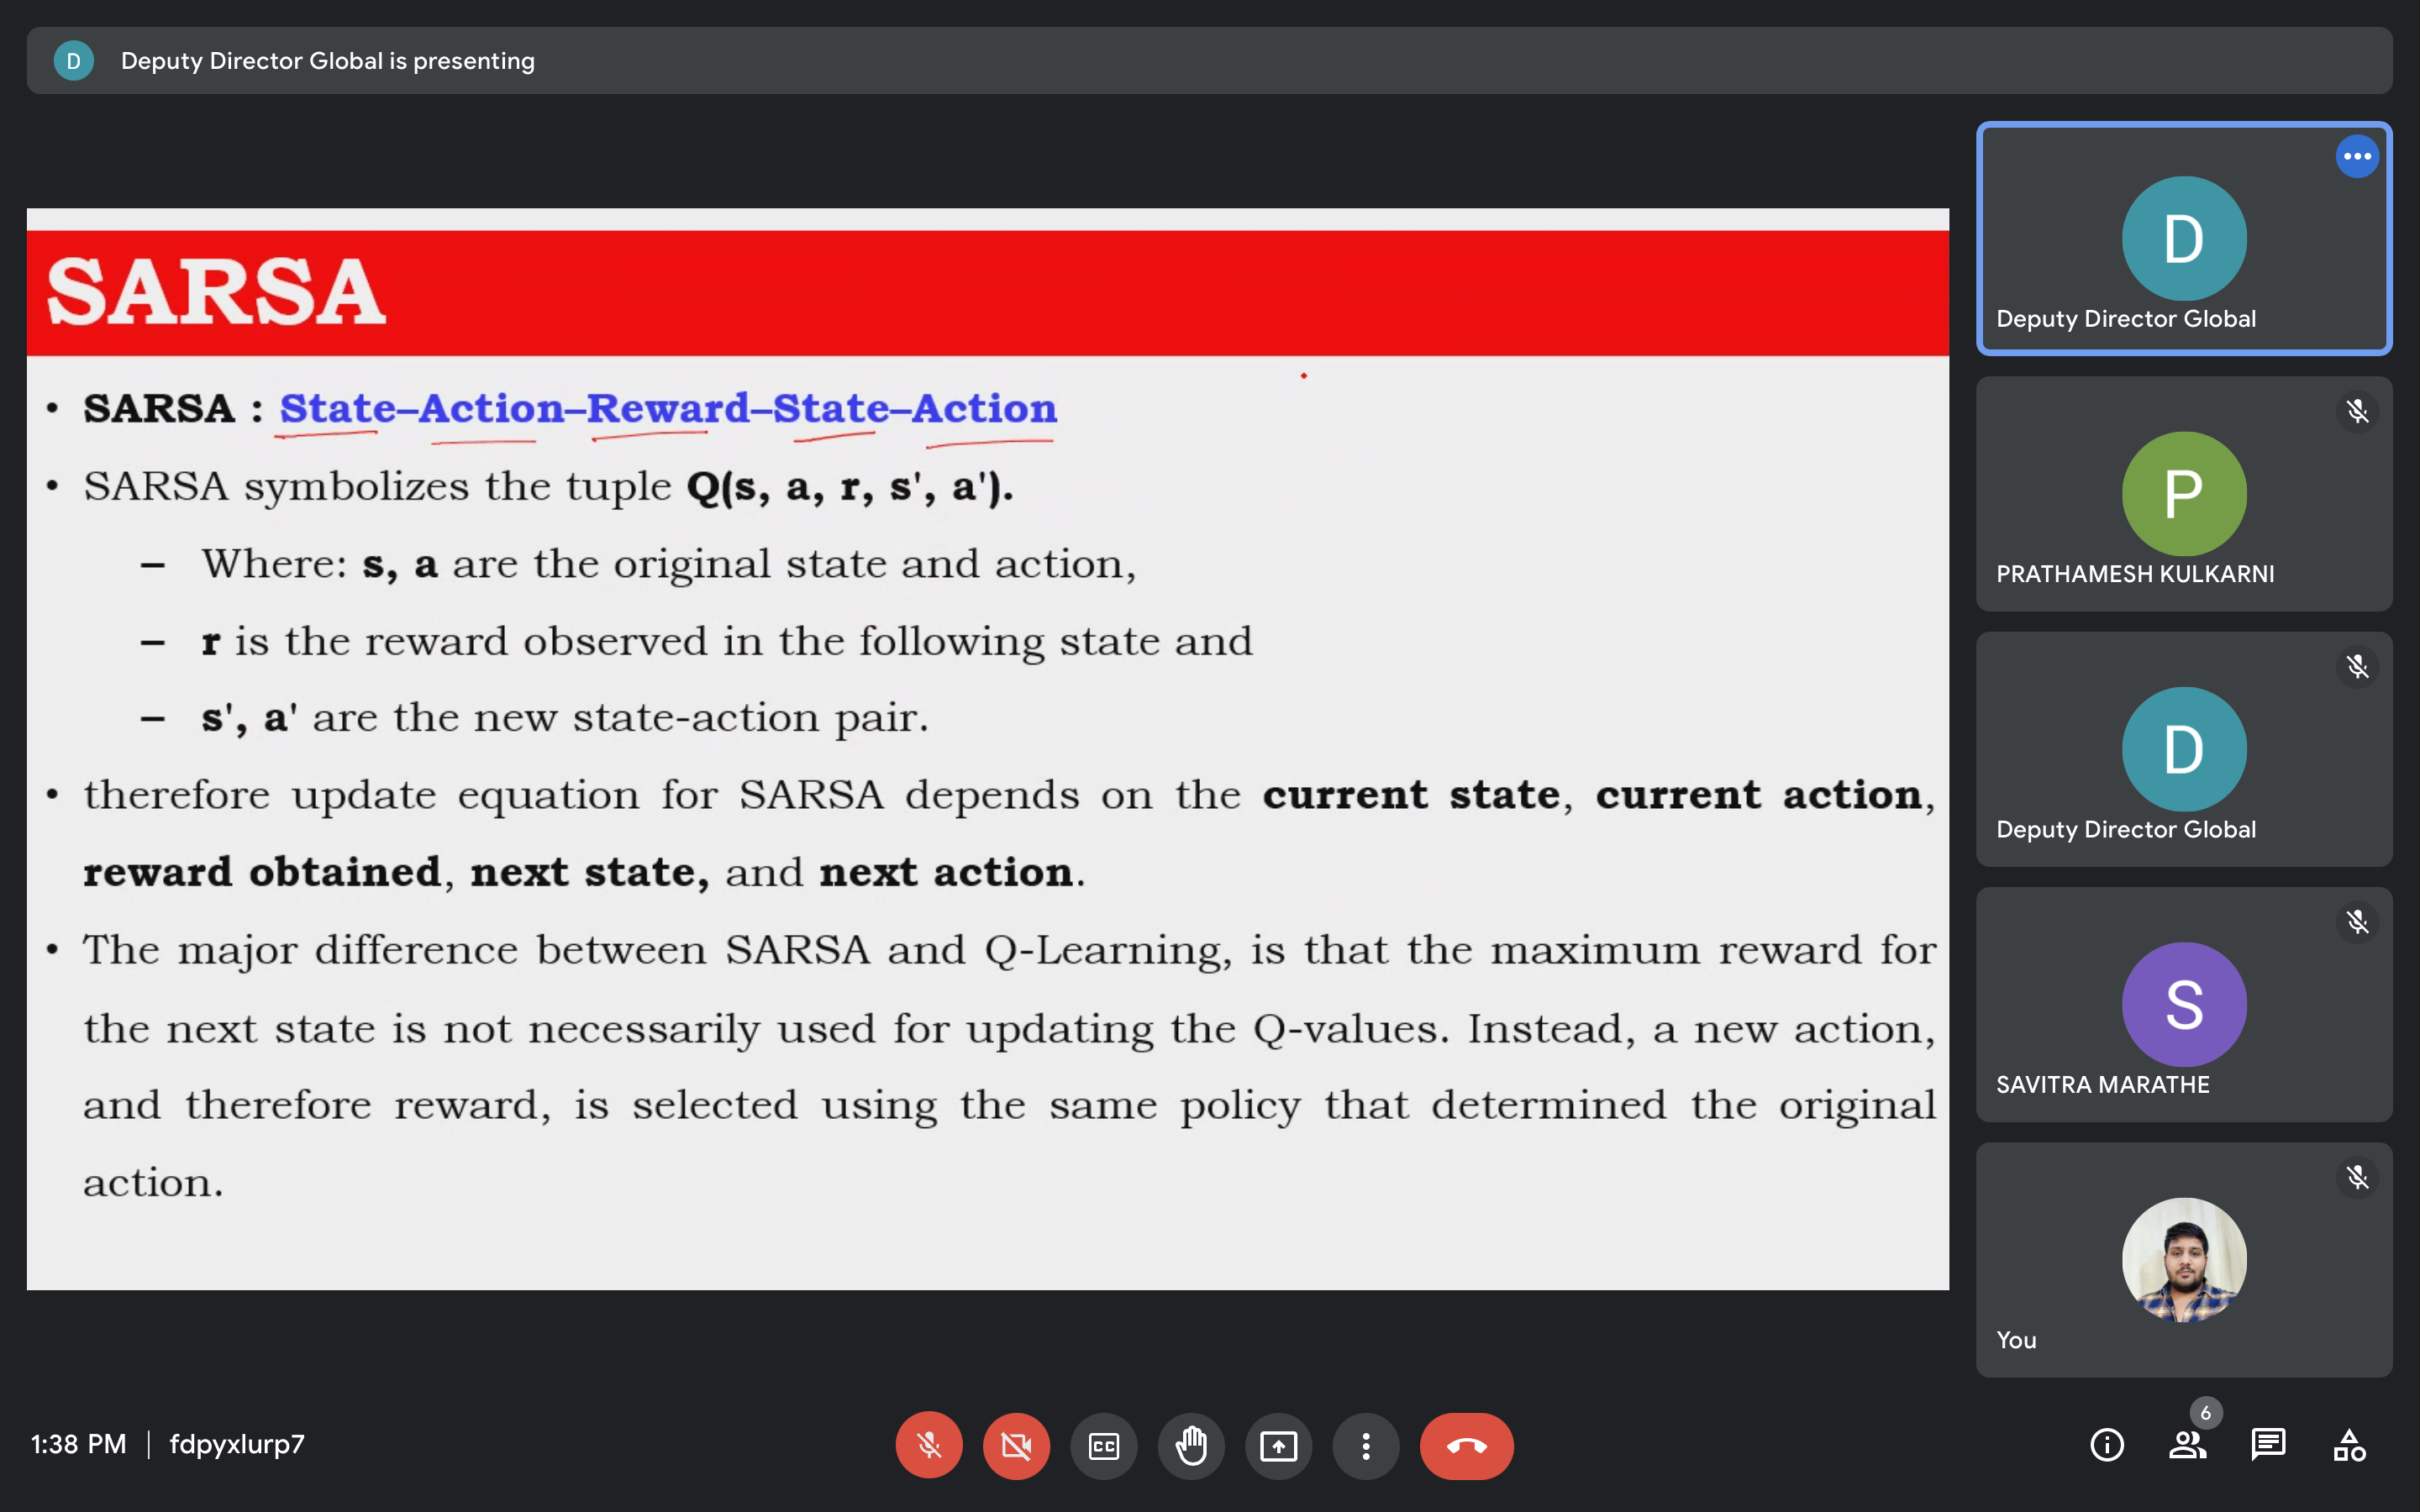 D Deputy Director Global is presenting
SARSA
• SARSA : State–Action–Reward–State–Action
• SARSA symbolizes the tuple Q(s, a, r, s', a').
– Where: s, a are the original state and action,
– r is the reward observed in the following state and
– s', a' are the new state-action pair.
• therefore update equation for SARSA depends on the current state, current action,
reward obtained, next state, and next action.
• The major difference between SARSA and Q-Learning, is that the maximum reward for
the next state is not necessarily used for updating the Q-values. Instead, a new action,
and therefore reward, is selected using the same policy that determined the original
action.
D
Deputy Director Global
P
PRATHAMESH KULKARNI
D
Deputy Director Global
S
SAVITRA MARATHE
You
1:38 PM | fdpyxlurp7
CC
6